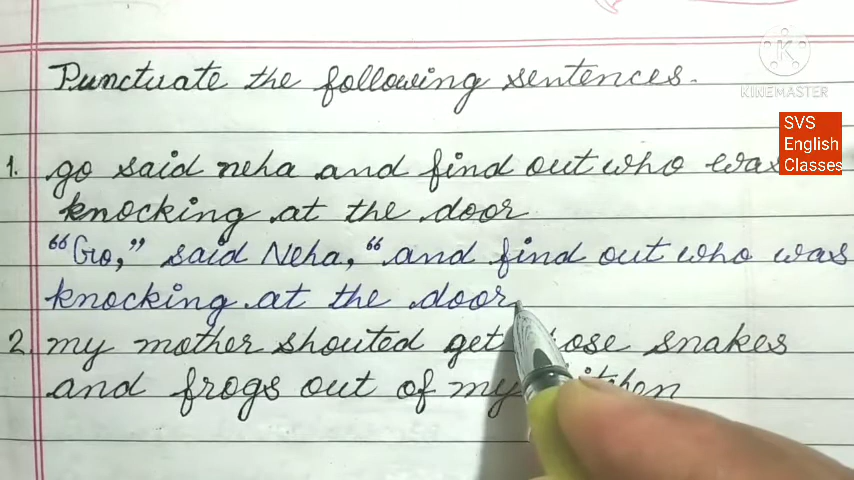 Punctuate the following sentences.
KINEMASTER
SVS
English
Classes
1. go said neha and find out who was
knocking at the door
“Go,” said Neha, “and find out who was
knocking at the door
2. my mother shouted get snakes
and frogs out of my